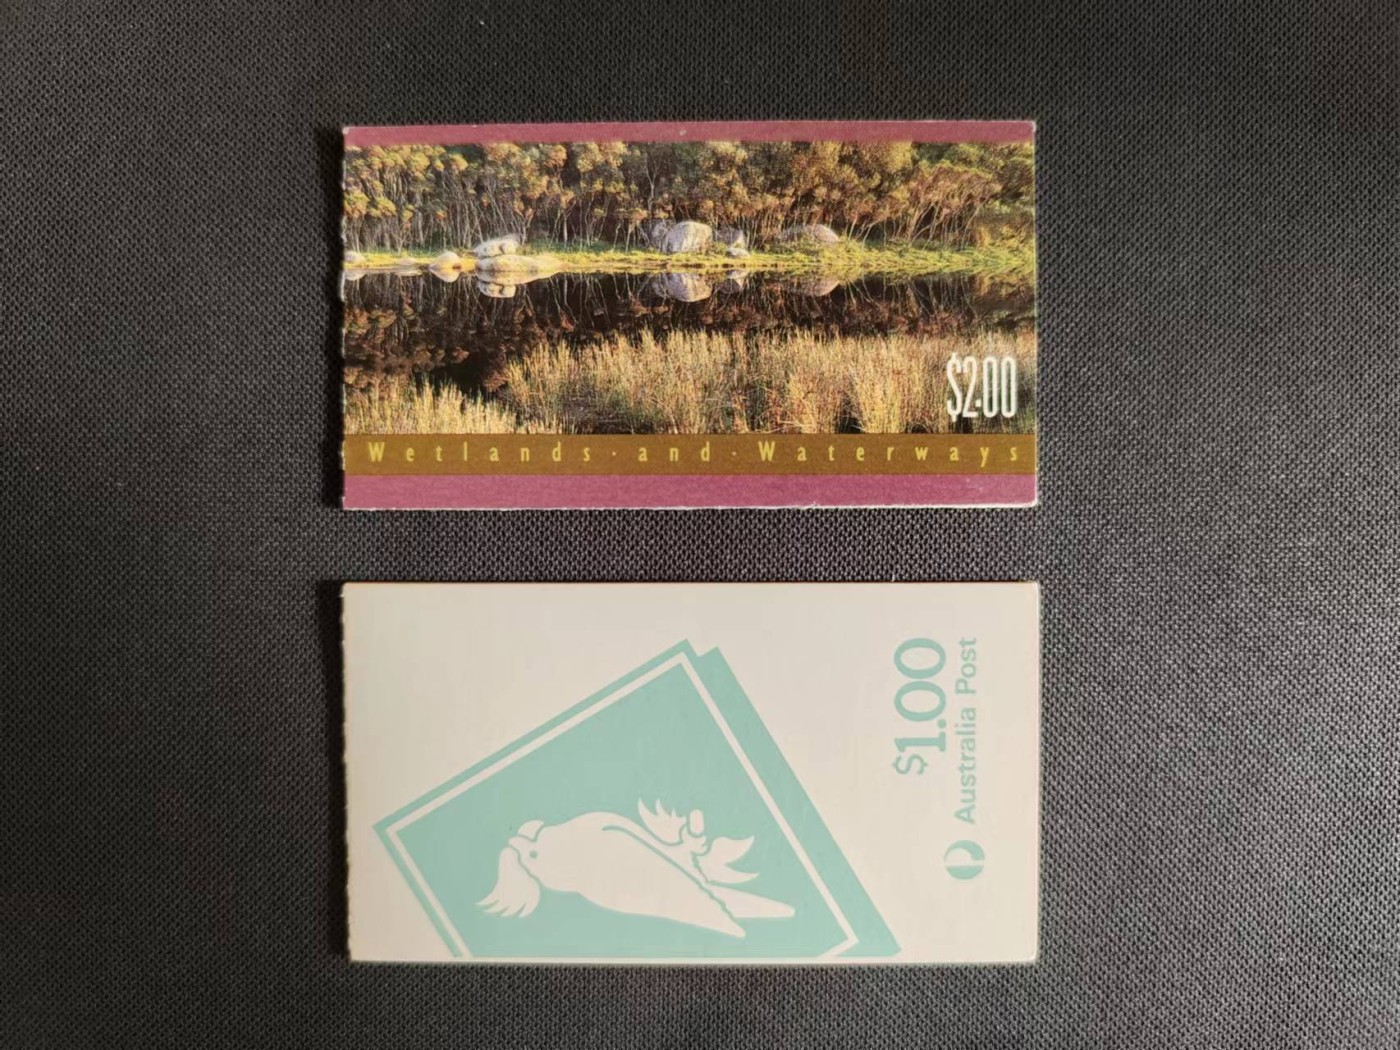 $2.00
Wetlands · and · Waterways
$1.00
Australia Post